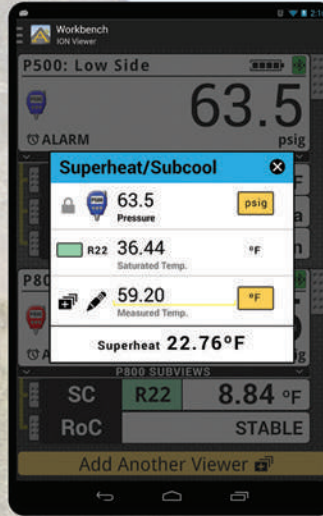 2:16
Workbench
ION Viewer
P500: Low Side
63.5
ALARM
psig
Superheat/Subcool
63.5
psig
Pressure
R22 36.44 °F
Saturated Temp.
59.20
°F
Measured Temp.
Superheat 22.76°F
P800 SUBVIEWS
SC R22 8.84 °F
RoC STABLE
Add Another Viewer